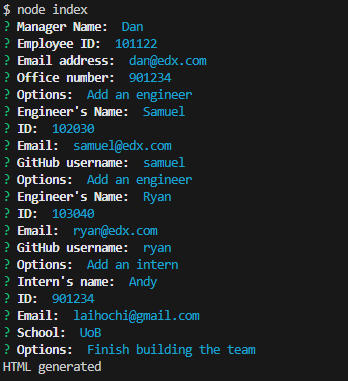 $ node index
? Manager Name: Dan
? Employee ID: 101122
? Email address: dan@edx.com
? Office number: 901234
? Options: Add an engineer
? Engineer's Name: Samuel
? ID: 102030
? Email: samuel@edx.com
? GitHub username: samuel
? Options: Add an engineer
? Engineer's Name: Ryan
? ID: 103040
? Email: ryan@edx.com
? GitHub username: ryan
? Options: Add an intern
? Intern's name: Andy
? ID: 901234
? Email: laihochi@gmail.com
? School: UoB
? Options: Finish building the team
HTML generated